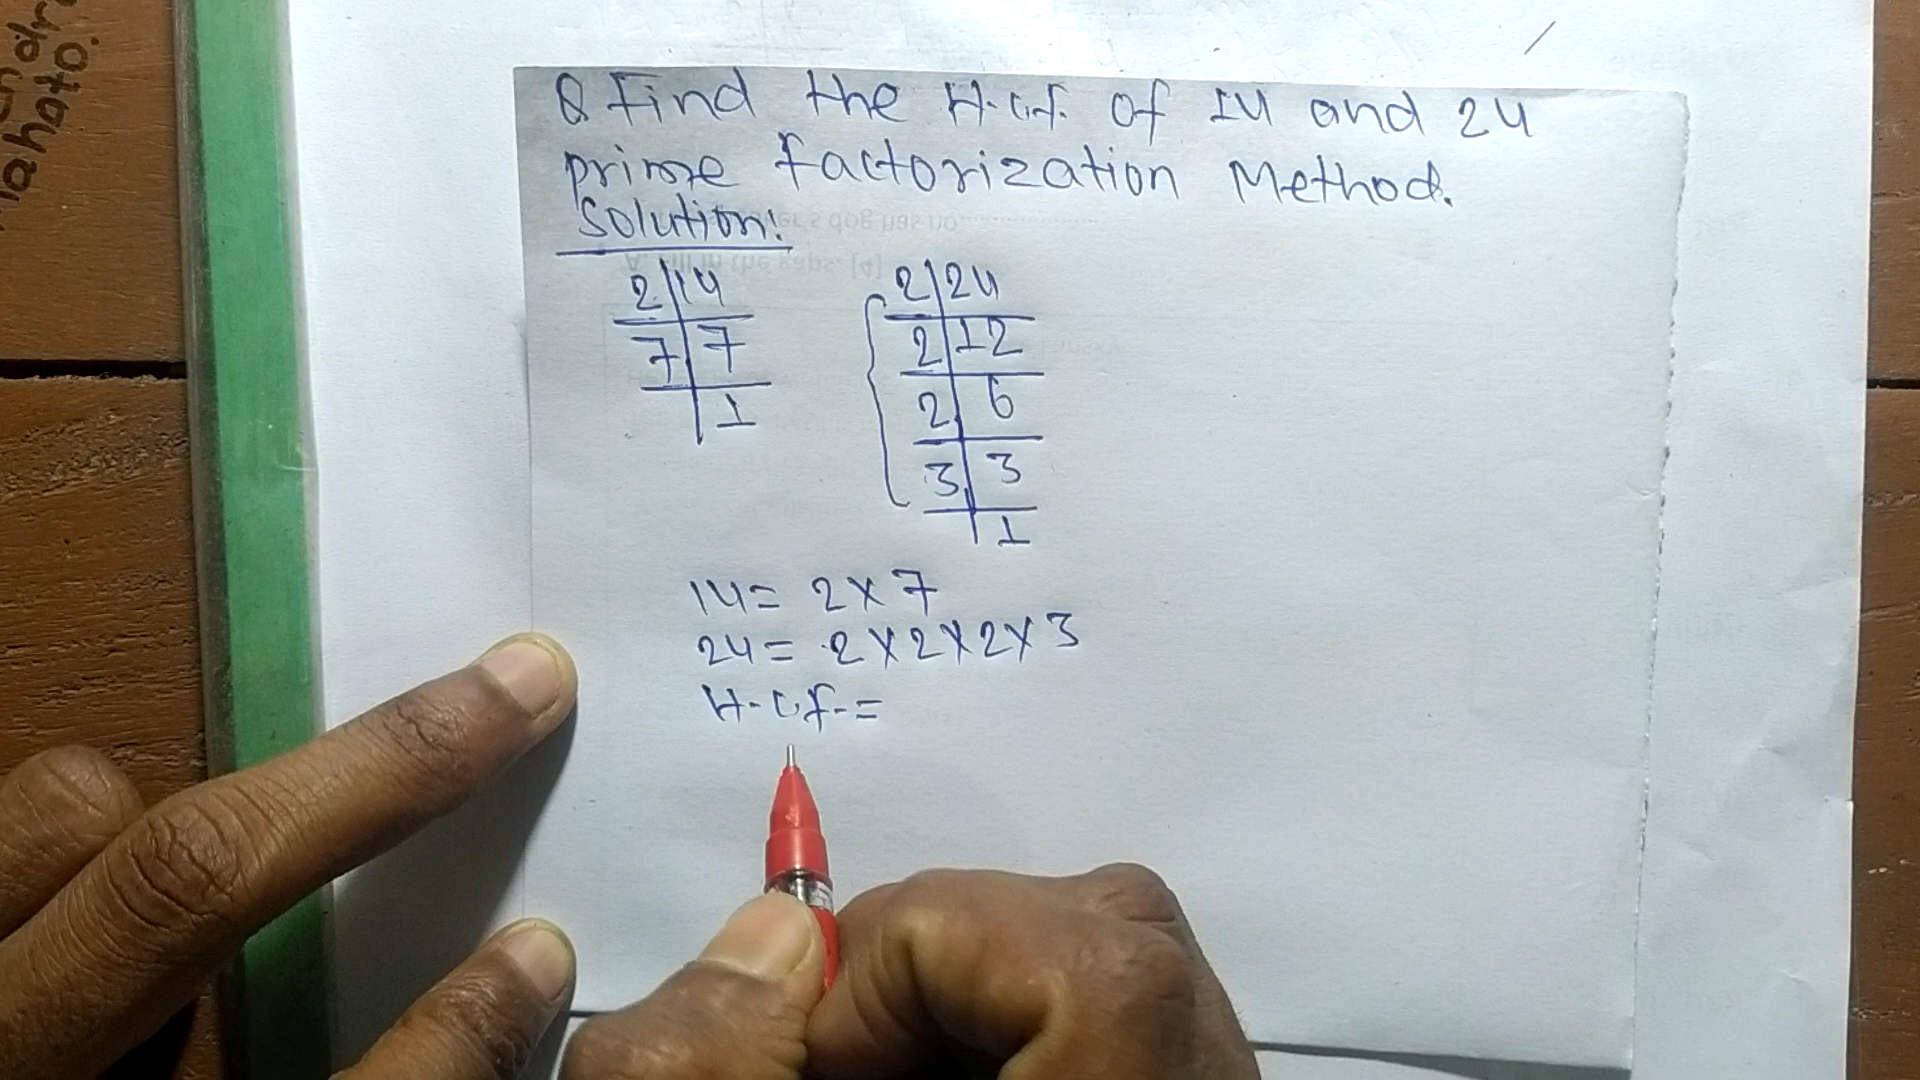 Q Find the H.C.F. of 14 and 24
prime factorization Method.
Solution:
2 14
7 7
1
2 24
2 12
2 6
3 3
1
14 = 2 × 7
24 = 2 × 2 × 2 × 3
H.C.F. =
mahato.